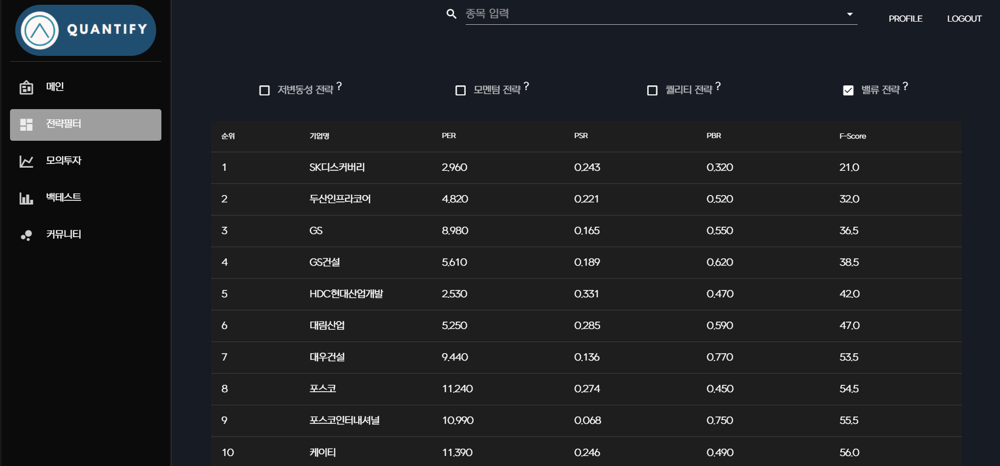 QUANTIFY
종목 입력
PROFILE
LOGOUT
메인
전략필터
모의투자
백테스트
커뮤니티
저변동성 전략 ?
모멘텀 전략 ?
퀄리티 전략 ?
밸류 전략 ?
순위 기업명 PER PSR PBR F-Score
1 SK디스커버리 2.960 0.243 0.320 21.0
2 두산인프라코어 4.820 0.221 0.520 32.0
3 GS 8.980 0.165 0.550 36.5
4 GS건설 5.610 0.189 0.620 38.5
5 HDC현대산업개발 2.530 0.331 0.470 42.0
6 대림산업 5.250 0.285 0.590 47.0
7 대우건설 9.440 0.136 0.770 53.5
8 포스코 11.240 0.274 0.450 54.5
9 포스코인터내셔널 10.990 0.068 0.750 55.5
10 케이티 11.390 0.246 0.490 56.0